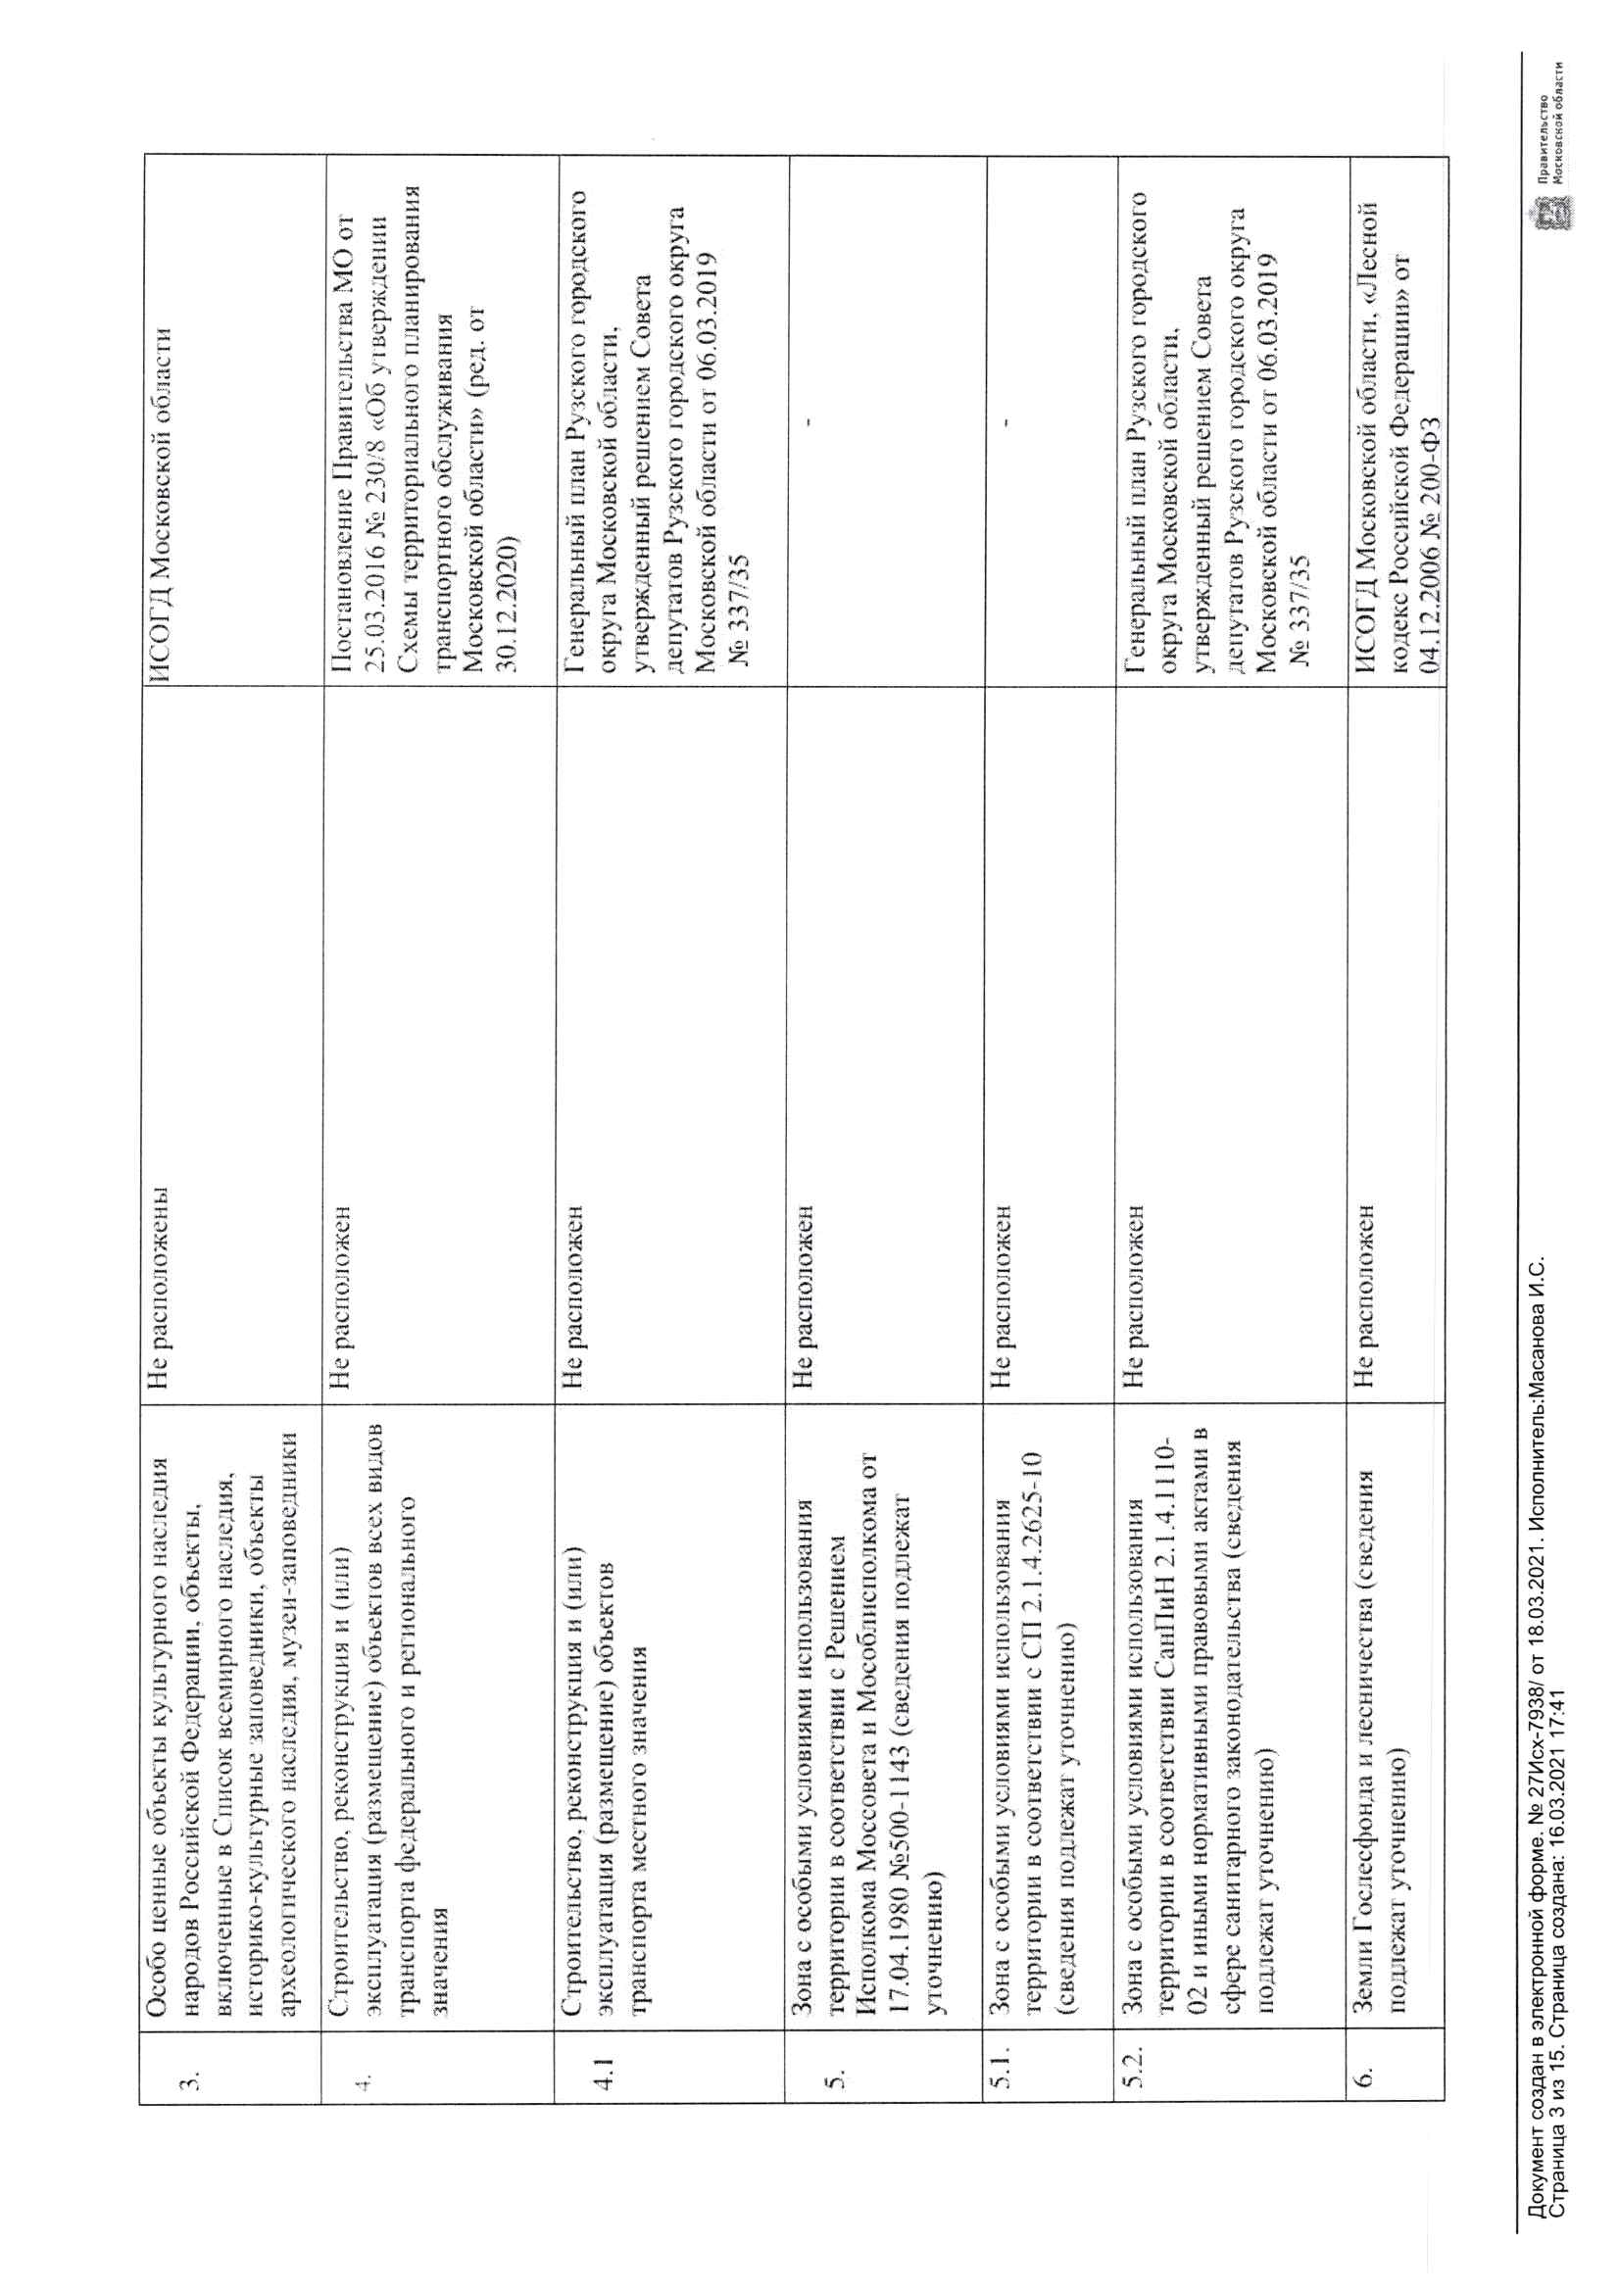 3.
Особо ценные объекты культурного наследия
народов Российской Федерации, объекты,
включенные в Список всемирного наследия,
историко-культурные заповедники, объекты
археологического наследия, музеи-заповедники
Не расположены
ИСОГД Московской области
4.
Строительство, реконструкция и (или)
эксплуатация (размещение) объектов всех видов
транспорта федерального и регионального
значения
Не расположен
Постановление Правительства МО от
25.03.2016 № 230/8 «Об утверждении
Схемы территориального планирования
транспортного обслуживания
Московской области» (ред. от
30.12.2020)
4.1
Строительство, реконструкция и (или)
эксплуатация (размещение) объектов
транспорта местного значения
Не расположен
Генеральный план Рузского городского
округа Московской области,
утвержденный решением Совета
депутатов Рузского городского округа
Московской области от 06.03.2019
№ 337/35
5.
Зона с особыми условиями использования
территории в соответствии с Решением
Исполкома Моссовета и Мособлисполкома от
17.04.1980 №500-1143 (сведения подлежат
уточнению)
Не расположен
-
5.1.
Зона с особыми условиями использования
территории в соответствии с СП 2.1.4.2625-10
(сведения подлежат уточнению)
Не расположен
-
5.2.
Зона с особыми условиями использования
территории в соответствии СанПиН 2.1.4.1110-
02 и иными нормативными правовыми актами в
сфере санитарного законодательства (сведения
подлежат уточнению)
Не расположен
Генеральный план Рузского городского
округа Московской области,
утвержденный решением Совета
депутатов Рузского городского округа
Московской области от 06.03.2019
№ 337/35
6.
Земли Гослесфонда и лесничества (сведения
подлежат уточнению)
Не расположен
ИСОГД Московской области, «Лесной
кодекс Российской Федерации» от
04.12.2006 № 200-ФЗ
Документ создан в электронной форме. № 27Исх-7938/ от 18.03.2021. Исполнитель:Масанова И.С.
Страница 3 из 15. Страница создана: 16.03.2021 17:41
Правительство
Московской области